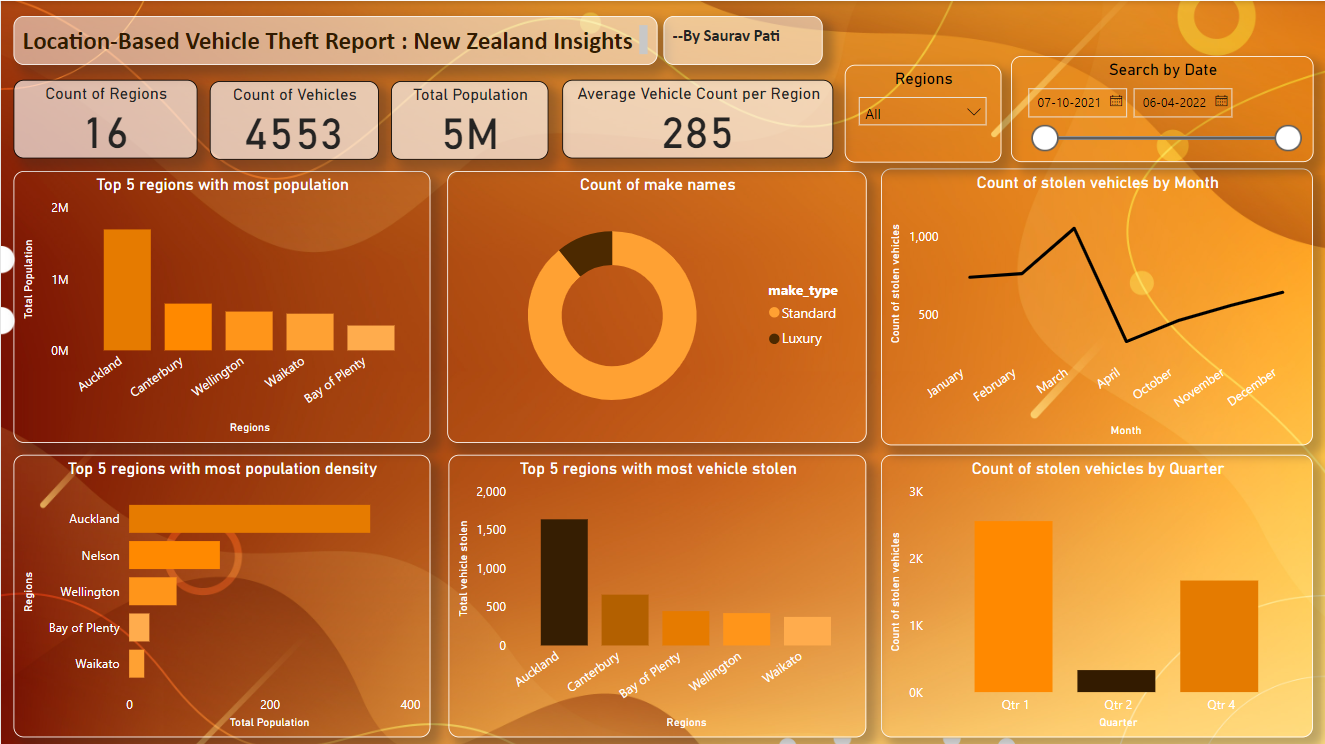 Location-Based Vehicle Theft Report : New Zealand Insights
--By Saurav Pati
Count of Regions
16
Count of Vehicles
4553
Total Population
5M
Average Vehicle Count per Region
285
Regions
All
Search by Date
07-10-2021
06-04-2022
Top 5 regions with most population
Total Population
2M
1M
0M
Auckland
Canterbury
Wellington
Waikato
Bay of Plenty
Regions
Count of make names
make_type
Standard
Luxury
Count of stolen vehicles by Month
Count of stolen vehicles
1,000
500
January
February
March
April
October
November
December
Month
Top 5 regions with most population density
Regions
Auckland
Nelson
Wellington
Bay of Plenty
Waikato
0
200
400
Total Population
Top 5 regions with most vehicle stolen
Total vehicle stolen
2,000
1,500
1,000
500
0
Auckland
Canterbury
Bay of Plenty
Wellington
Waikato
Regions
Count of stolen vehicles by Quarter
Count of stolen vehicles
3K
2K
1K
0K
Qtr 1
Qtr 2
Qtr 4
Quarter